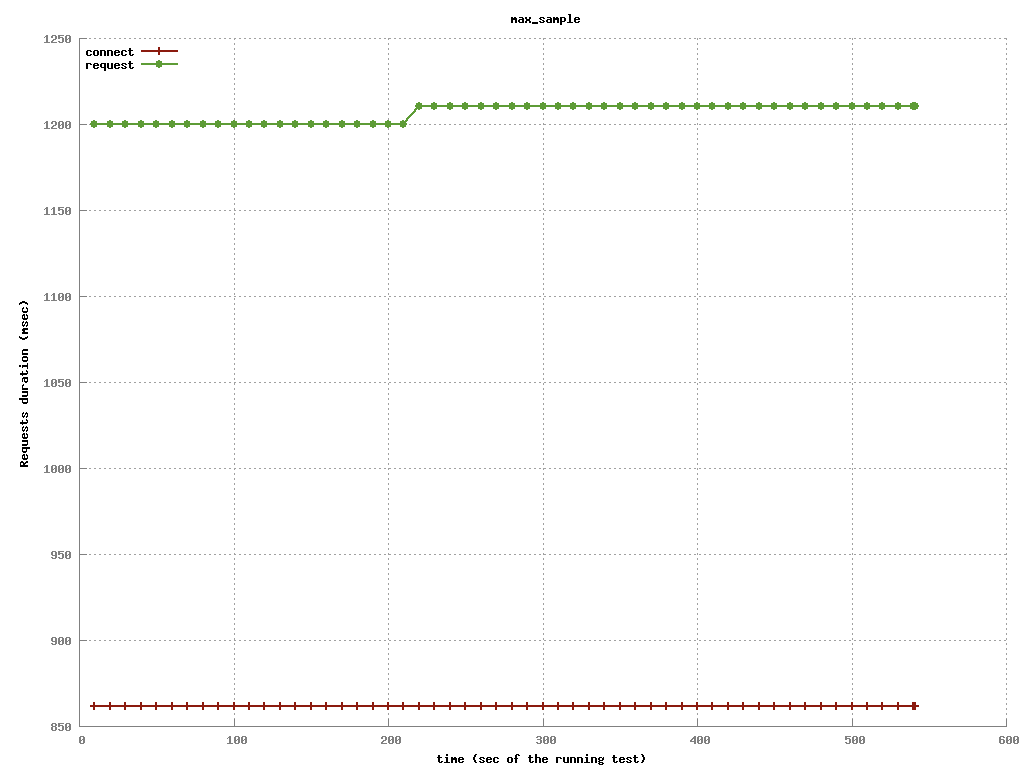 max_sample
1250
connect
request
1200
1150
1100
Requests duration (msec)
1050
1000
950
900
850
0 100 200 300 400 500 600
time (sec of the running test)